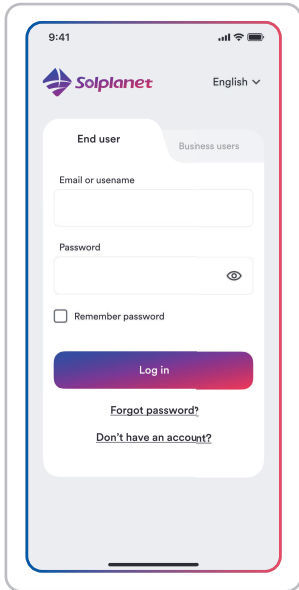 9:41
Solplanet
English
End user
Business users
Email or usename
Password
Remember password
Log in
Forgot password?
Don't have an account?